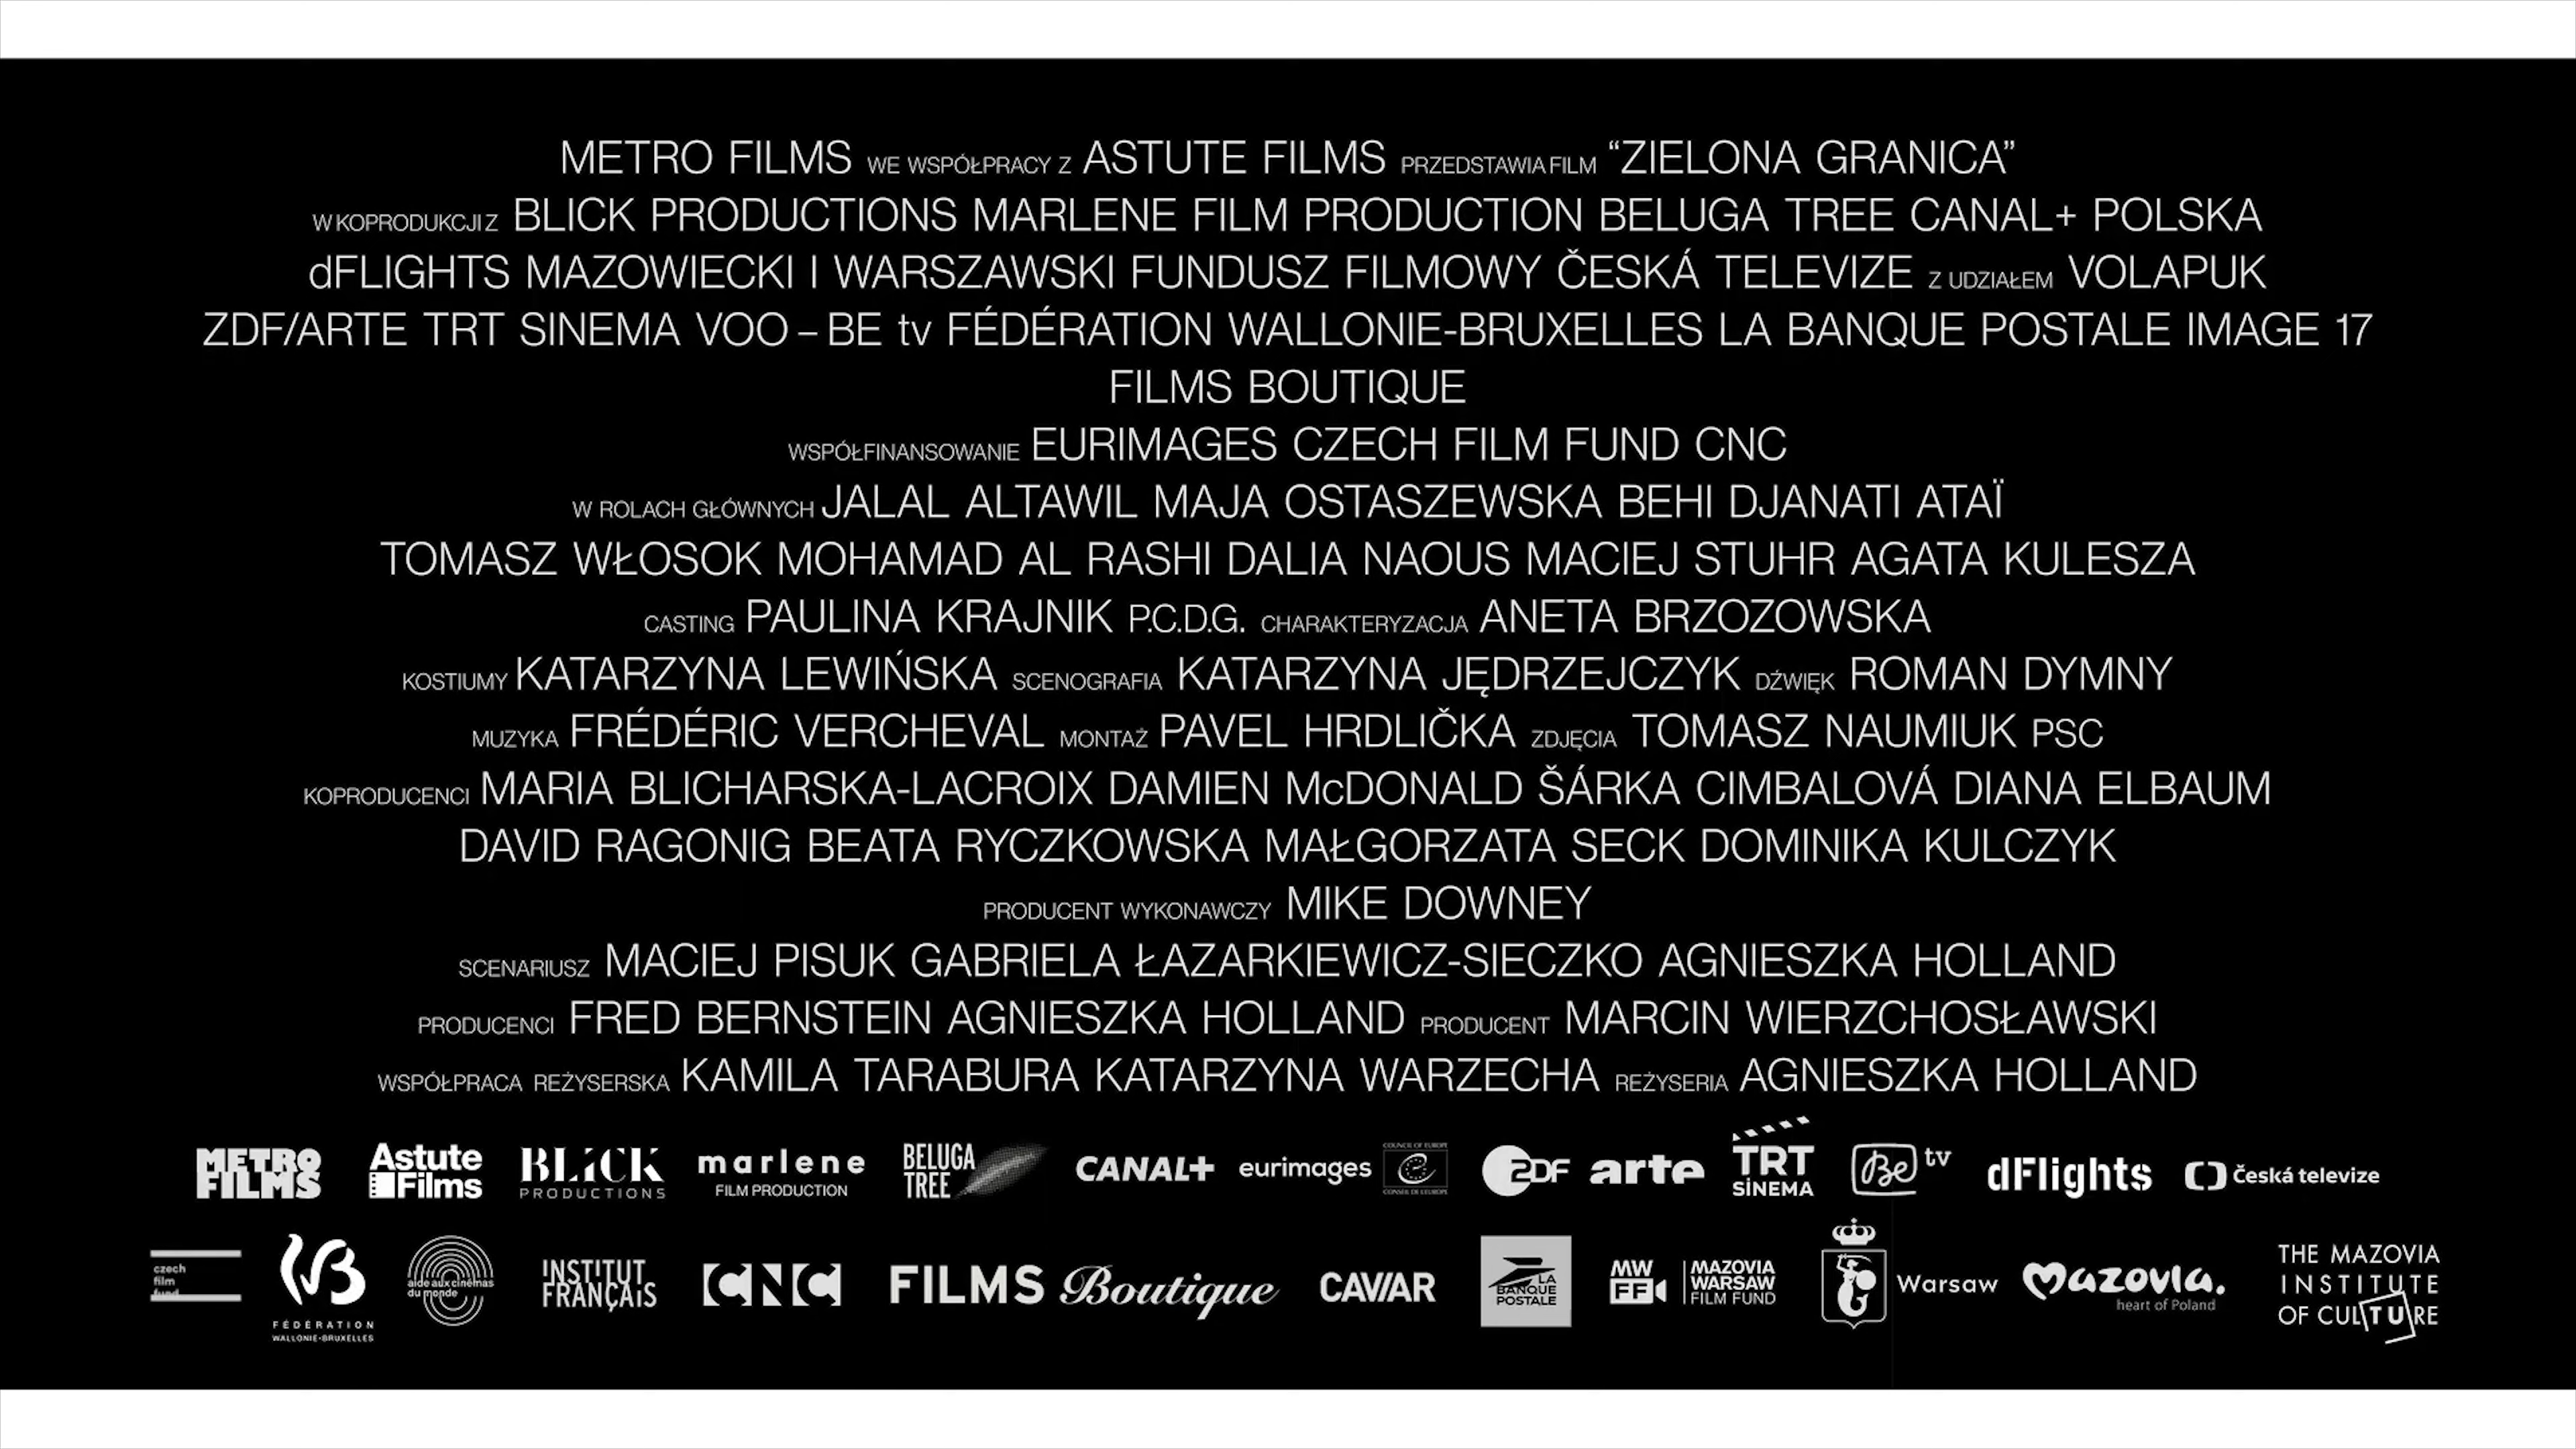 METRO FILMS WE WSPÓŁPRACY Z ASTUTE FILMS PRZEDSTAWIA FILM “ZIELONA GRANICA”
W KOPRODUKCJI Z BLICK PRODUCTIONS MARLENE FILM PRODUCTION BELUGA TREE CANAL+ POLSKA
dFLIGHTS MAZOWIECKI I WARSZAWSKI FUNDUSZ FILMOWY ČESKÁ TELEVIZE Z UDZIAŁEM VOLAPUK
ZDF/ARTE TRT SINEMA VOO – BE tv FÉDÉRATION WALLONIE-BRUXELLES LA BANQUE POSTALE IMAGE 17
FILMS BOUTIQUE
WSPÓŁFINANSOWANIE EURIMAGES CZECH FILM FUND CNC
W ROLACH GŁÓWNYCH JALAL ALTAWIL MAJA OSTASZEWSKA BEHI DJANATI ATAÏ
TOMASZ WŁOSOK MOHAMAD AL RASHI DALIA NAOUS MACIEJ STUHR AGATA KULESZA
CASTING PAULINA KRAJNIK P.C.D.G. CHARAKTERYZACJA ANETA BRZOZOWSKA
KOSTIUMY KATARZYNA LEWIŃSKA SCENOGRAFIA KATARZYNA JĘDRZEJCZYK DŹWIĘK ROMAN DYMNY
MUZYKA FRÉDÉRIC VERCHEVAL MONTAŻ PAVEL HRDLIČKA ZDJĘCIA TOMASZ NAUMIUK PSC
KOPRODUCENCI MARIA BLICHARSKA-LACROIX DAMIEN McDONALD ŠÁRKA CIMBALOVÁ DIANA ELBAUM
DAVID RAGONIG BEATA RYCZKOWSKA MAŁGORZATA SECK DOMINIKA KULCZYK
PRODUCENT WYKONAWCZY MIKE DOWNEY
SCENARIUSZ MACIEJ PISUK GABRIELA ŁAZARKIEWICZ-SIECZKO AGNIESZKA HOLLAND
PRODUCENCI FRED BERNSTEIN AGNIESZKA HOLLAND PRODUCENT MARCIN WIERZCHOSŁAWSKI
WSPÓŁPRACA REŻYSERSKA KAMILA TARABURA KATARZYNA WARZECHA REŻYSERIA AGNIESZKA HOLLAND
METRO FILMS
Astute Films
BLiCK PRODUCTIONS
marlene FILM PRODUCTION
BELUGA TREE
CANAL+
eurimages
COUNCIL OF EUROPE
CONSEIL DE L'EUROPE
ZDF
arte
TRT SİNEMA
Be tv
dFlights
Česká televize
czech film fund
FÉDÉRATION WALLONIE-BRUXELLES
aide aux cinémas du monde
INSTITUT FRANÇAiS
CNC
FILMS Boutique
CAVIAR
LA BANQUE POSTALE
MW FF
MAZOVIA WARSAW FILM FUND
Warsaw
Mazovia.
heart of Poland
THE MAZOVIA
INSTITUTE
OF CULTURE